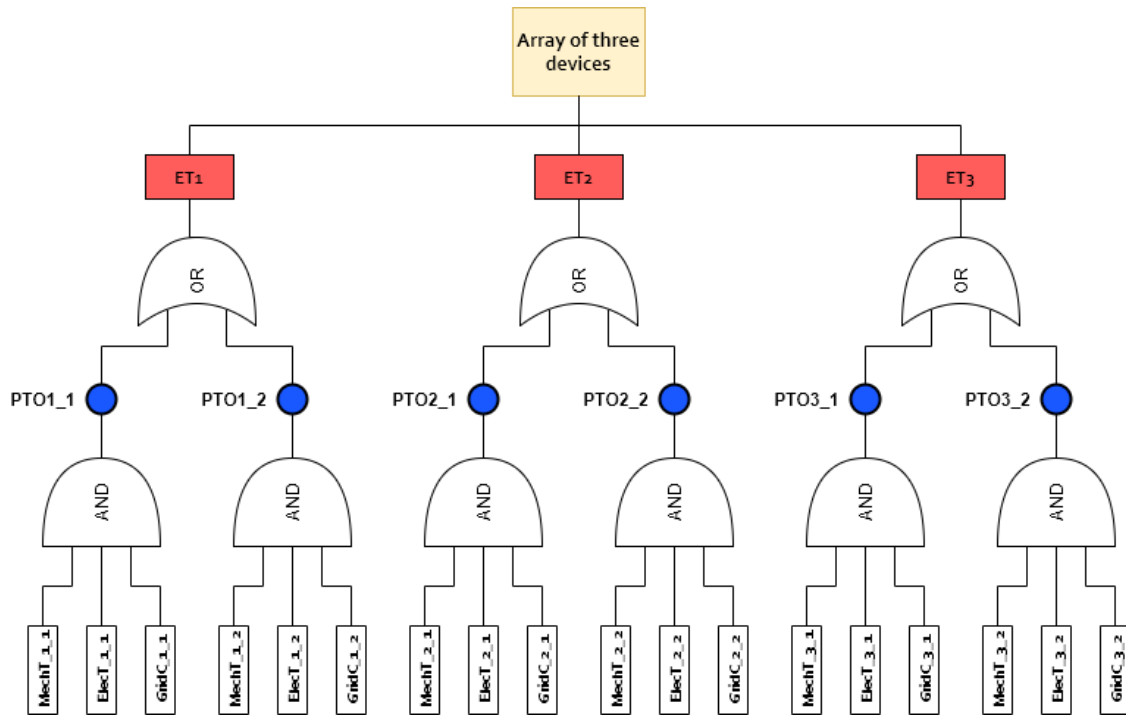 Array of three
devices
ET1
ET2
ET3
OR
OR
OR
PTO1_1
PTO1_2
PTO2_1
PTO2_2
PTO3_1
PTO3_2
AND
AND
AND
AND
AND
AND
MechT_1_1
ElecT_1_1
GridC_1_1
MechT_1_2
ElecT_1_2
GridC_1_2
MechT_2_1
ElecT_2_1
GridC_2_1
MechT_2_2
ElecT_2_2
GridC_2_2
MechT_3_1
ElecT_3_1
GridC_3_1
MechT_3_2
ElecT_3_2
GridC_3_2